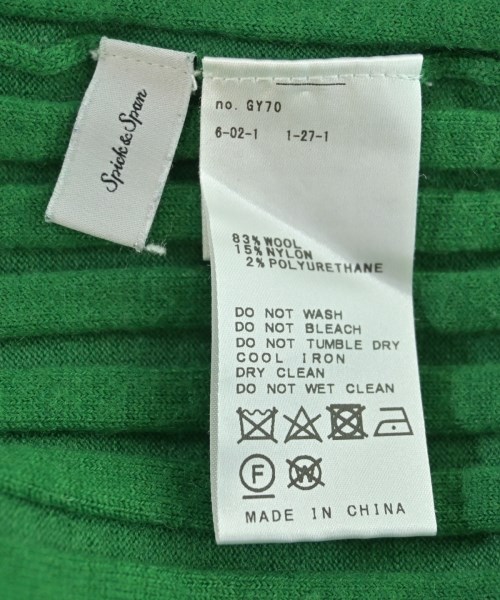 Spick&Span
no. GY70
6-02-1 1-27-1
83% WOOL
15% NYLON
2% POLYURETHANE
DO NOT WASH
DO NOT BLEACH
DO NOT TUMBLE DRY
COOL IRON
DRY CLEAN
DO NOT WET CLEAN
F W
MADE IN CHINA